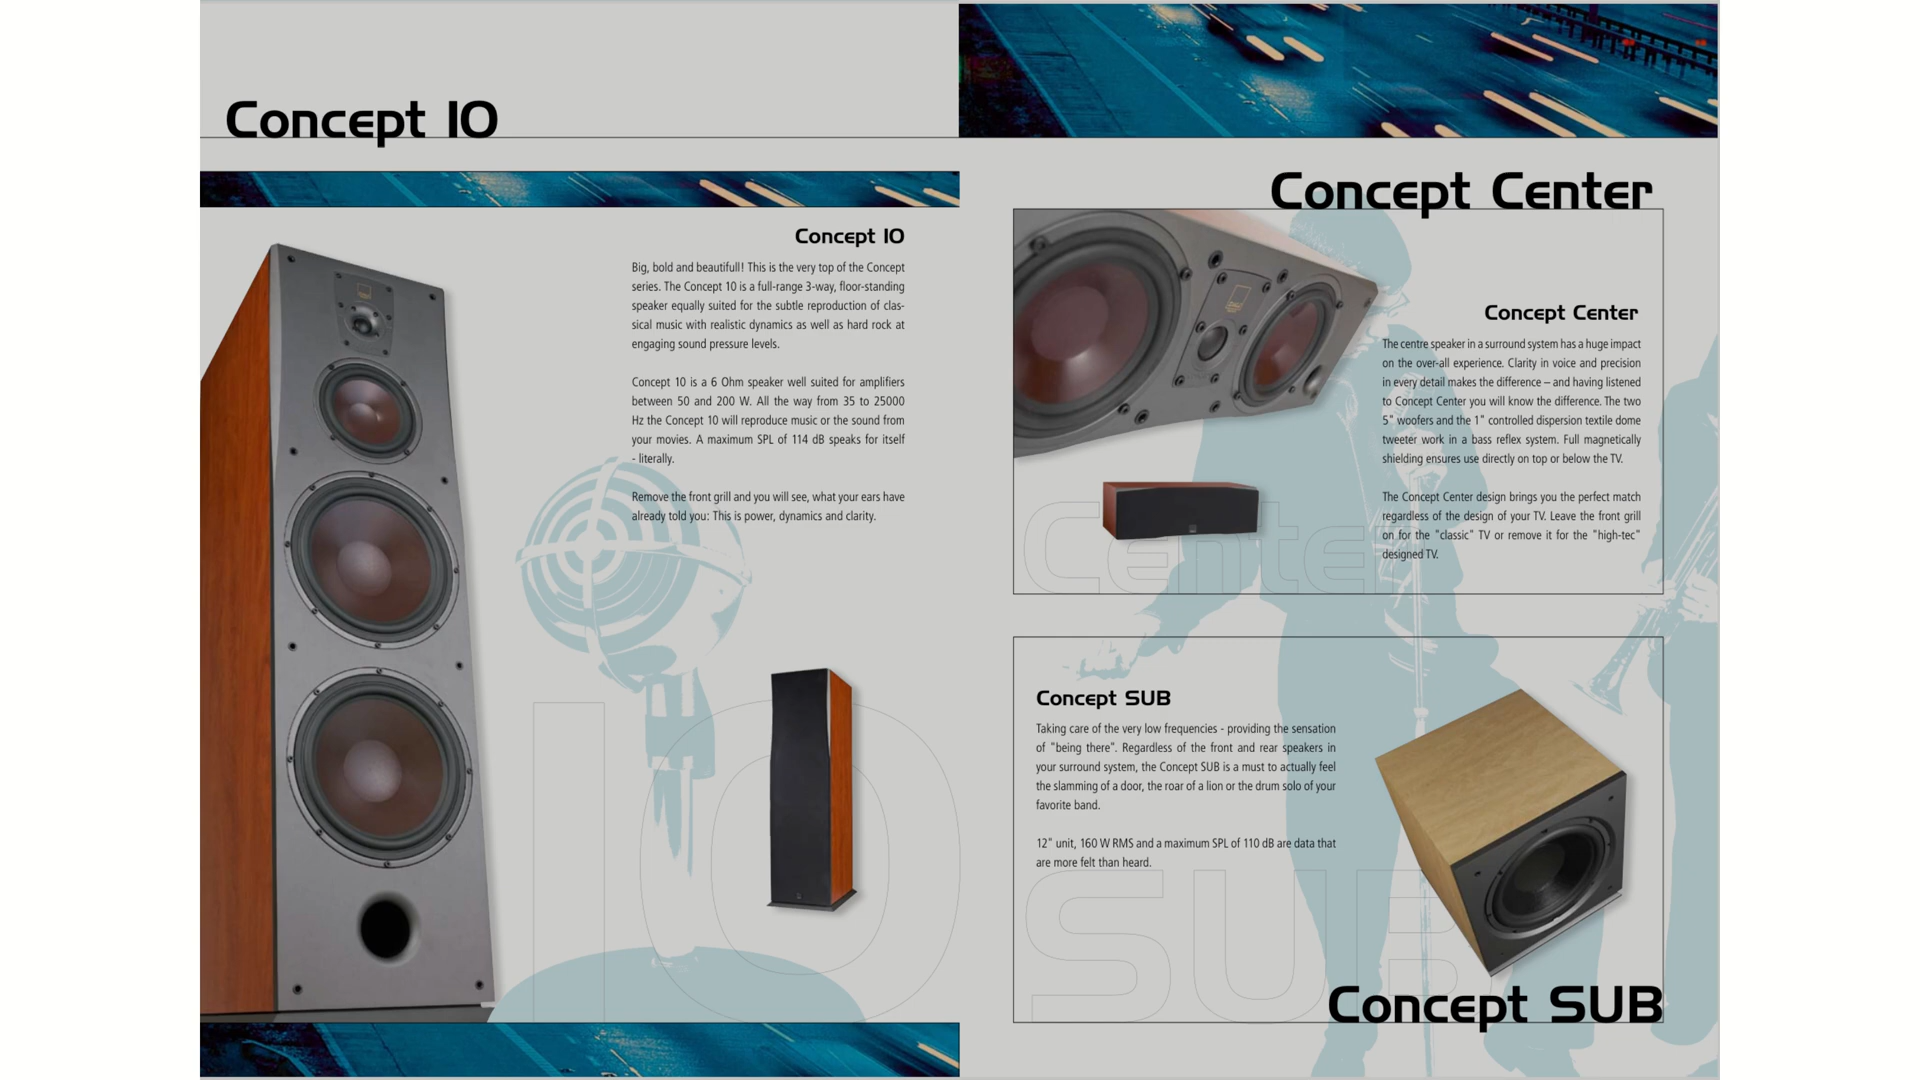 Concept 10
Concept 10
Big, bold and beautifull! This is the very top of the Concept
series. The Concept 10 is a full-range 3-way, floor-standing
speaker equally suited for the subtle reproduction of clas-
sical music with realistic dynamics as well as hard rock at
engaging sound pressure levels.
Concept 10 is a 6 Ohm speaker well suited for amplifiers
between 50 and 200 W. All the way from 35 to 25000
Hz the Concept 10 will reproduce music or the sound from
your movies. A maximum SPL of 114 dB speaks for itself
- literally.
Remove the front grill and you will see, what your ears have
already told you: This is power, dynamics and clarity.
10
Concept Center
Concept Center
The centre speaker in a surround system has a huge impact
on the over-all experience. Clarity in voice and precision
in every detail makes the difference – and having listened
to Concept Center you will know the difference. The two
5" woofers and the 1" controlled dispersion textile dome
tweeter work in a bass reflex system. Full magnetically
shielding ensures use directly on top or below the TV.
The Concept Center design brings you the perfect match
regardless of the design of your TV. Leave the front grill
on for the "classic" TV or remove it for the "high-tec"
designed TV.
Center
Concept SUB
Taking care of the very low frequencies - providing the sensation
of "being there". Regardless of the front and rear speakers in
your surround system, the Concept SUB is a must to actually feel
the slamming of a door, the roar of a lion or the drum solo of your
favorite band.
12" unit, 160 W RMS and a maximum SPL of 110 dB are data that
are more felt than heard.
SUB
Concept SUB